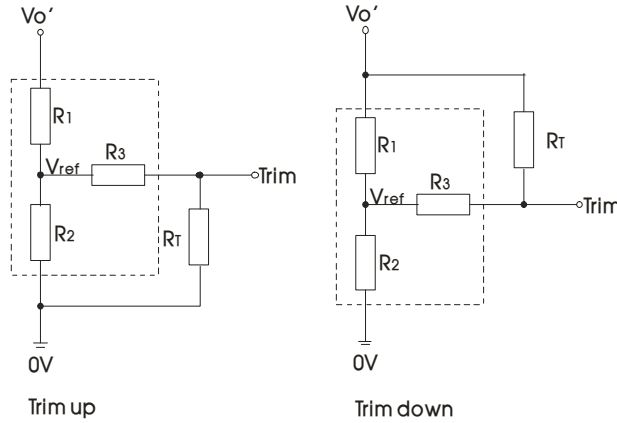 Vo'
R1
Vref
R3
Trim
R2
RT
0V
Trim up
Vo'
R1
RT
Vref
R3
Trim
R2
0V
Trim down